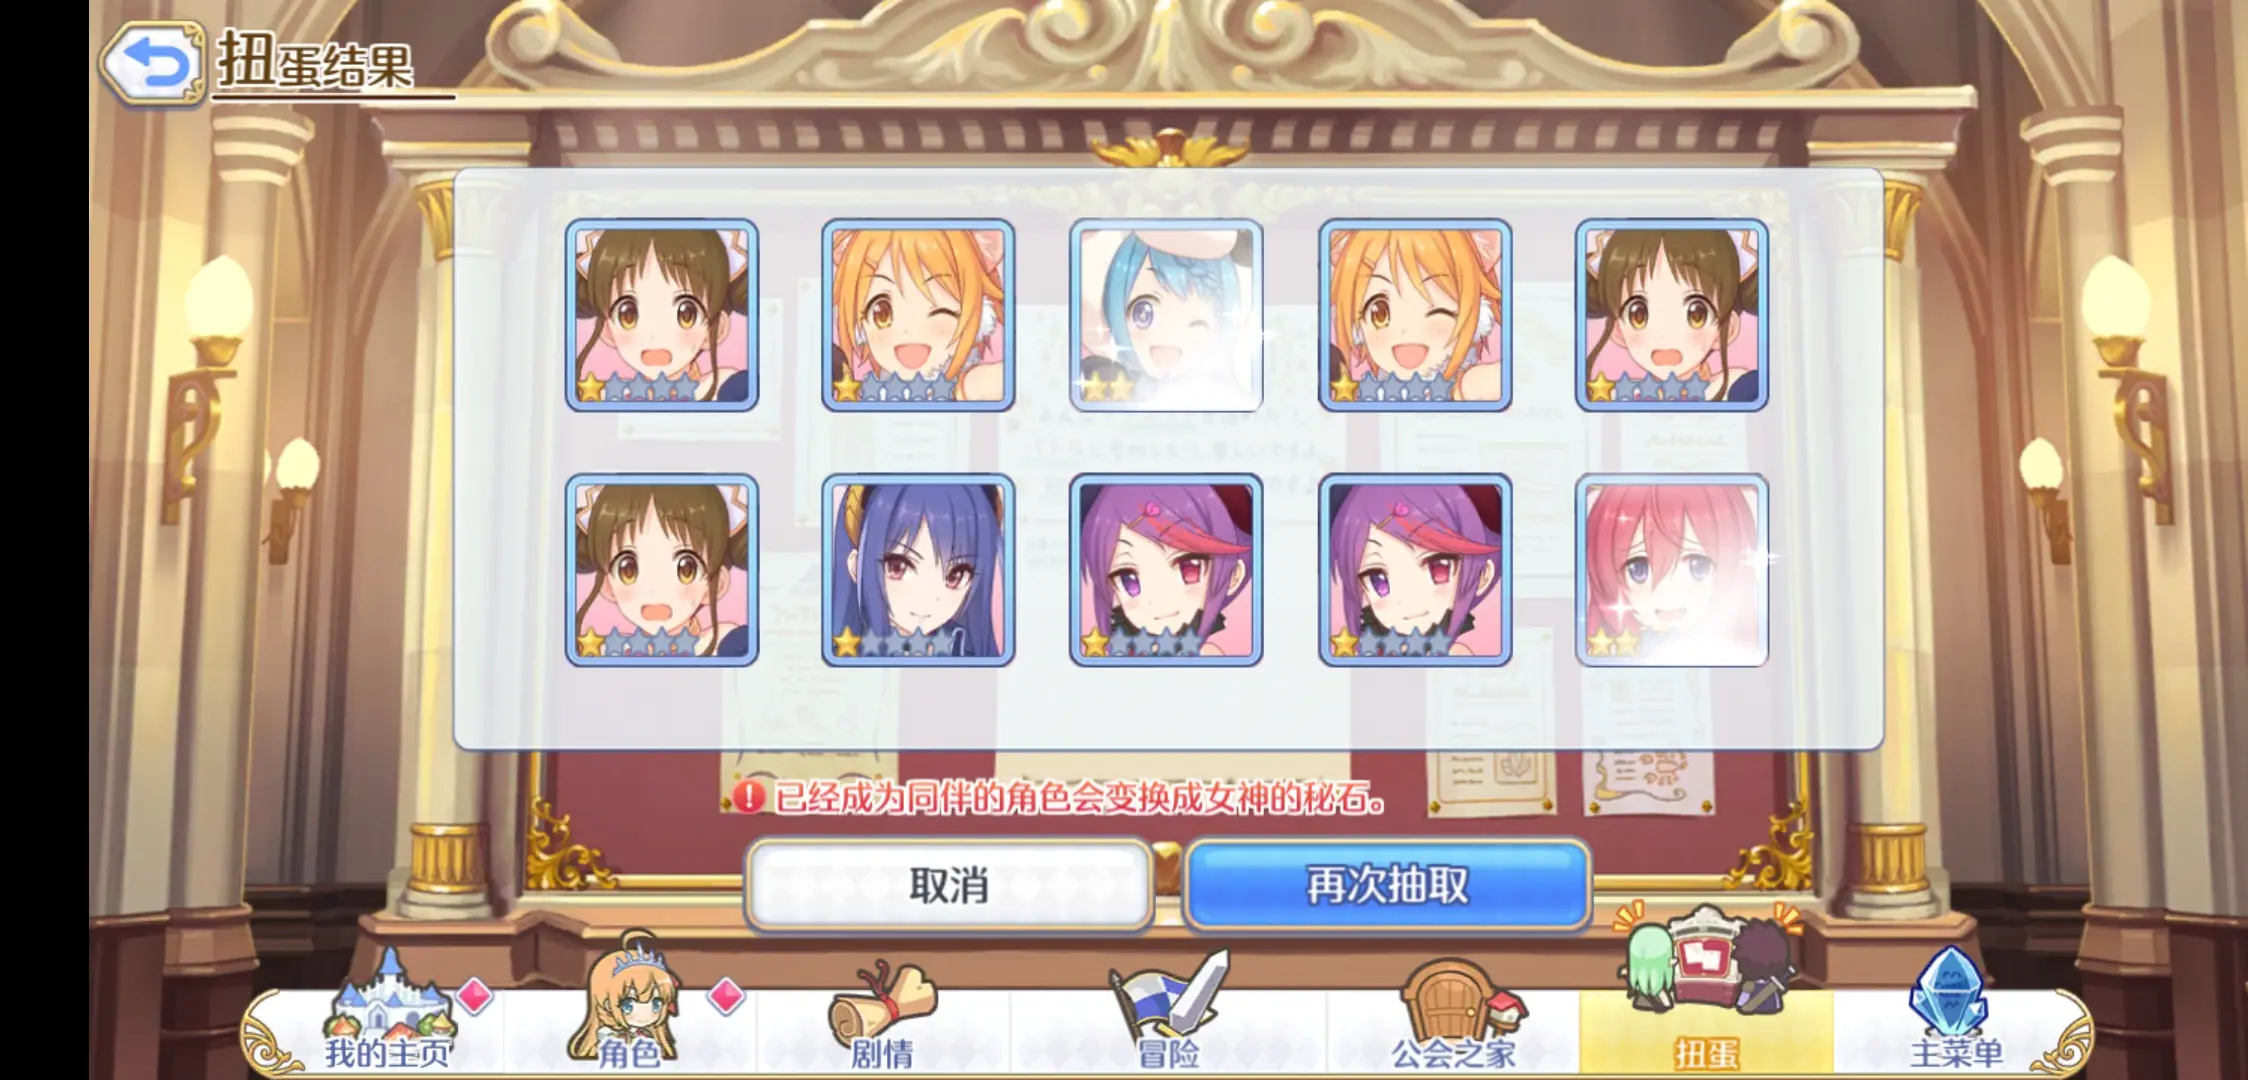 扭蛋结果
已经成为同伴的角色会变换成女神的秘石。
取消
再次抽取
我的主页
角色
剧情
冒险
公会之家
扭蛋
主菜单